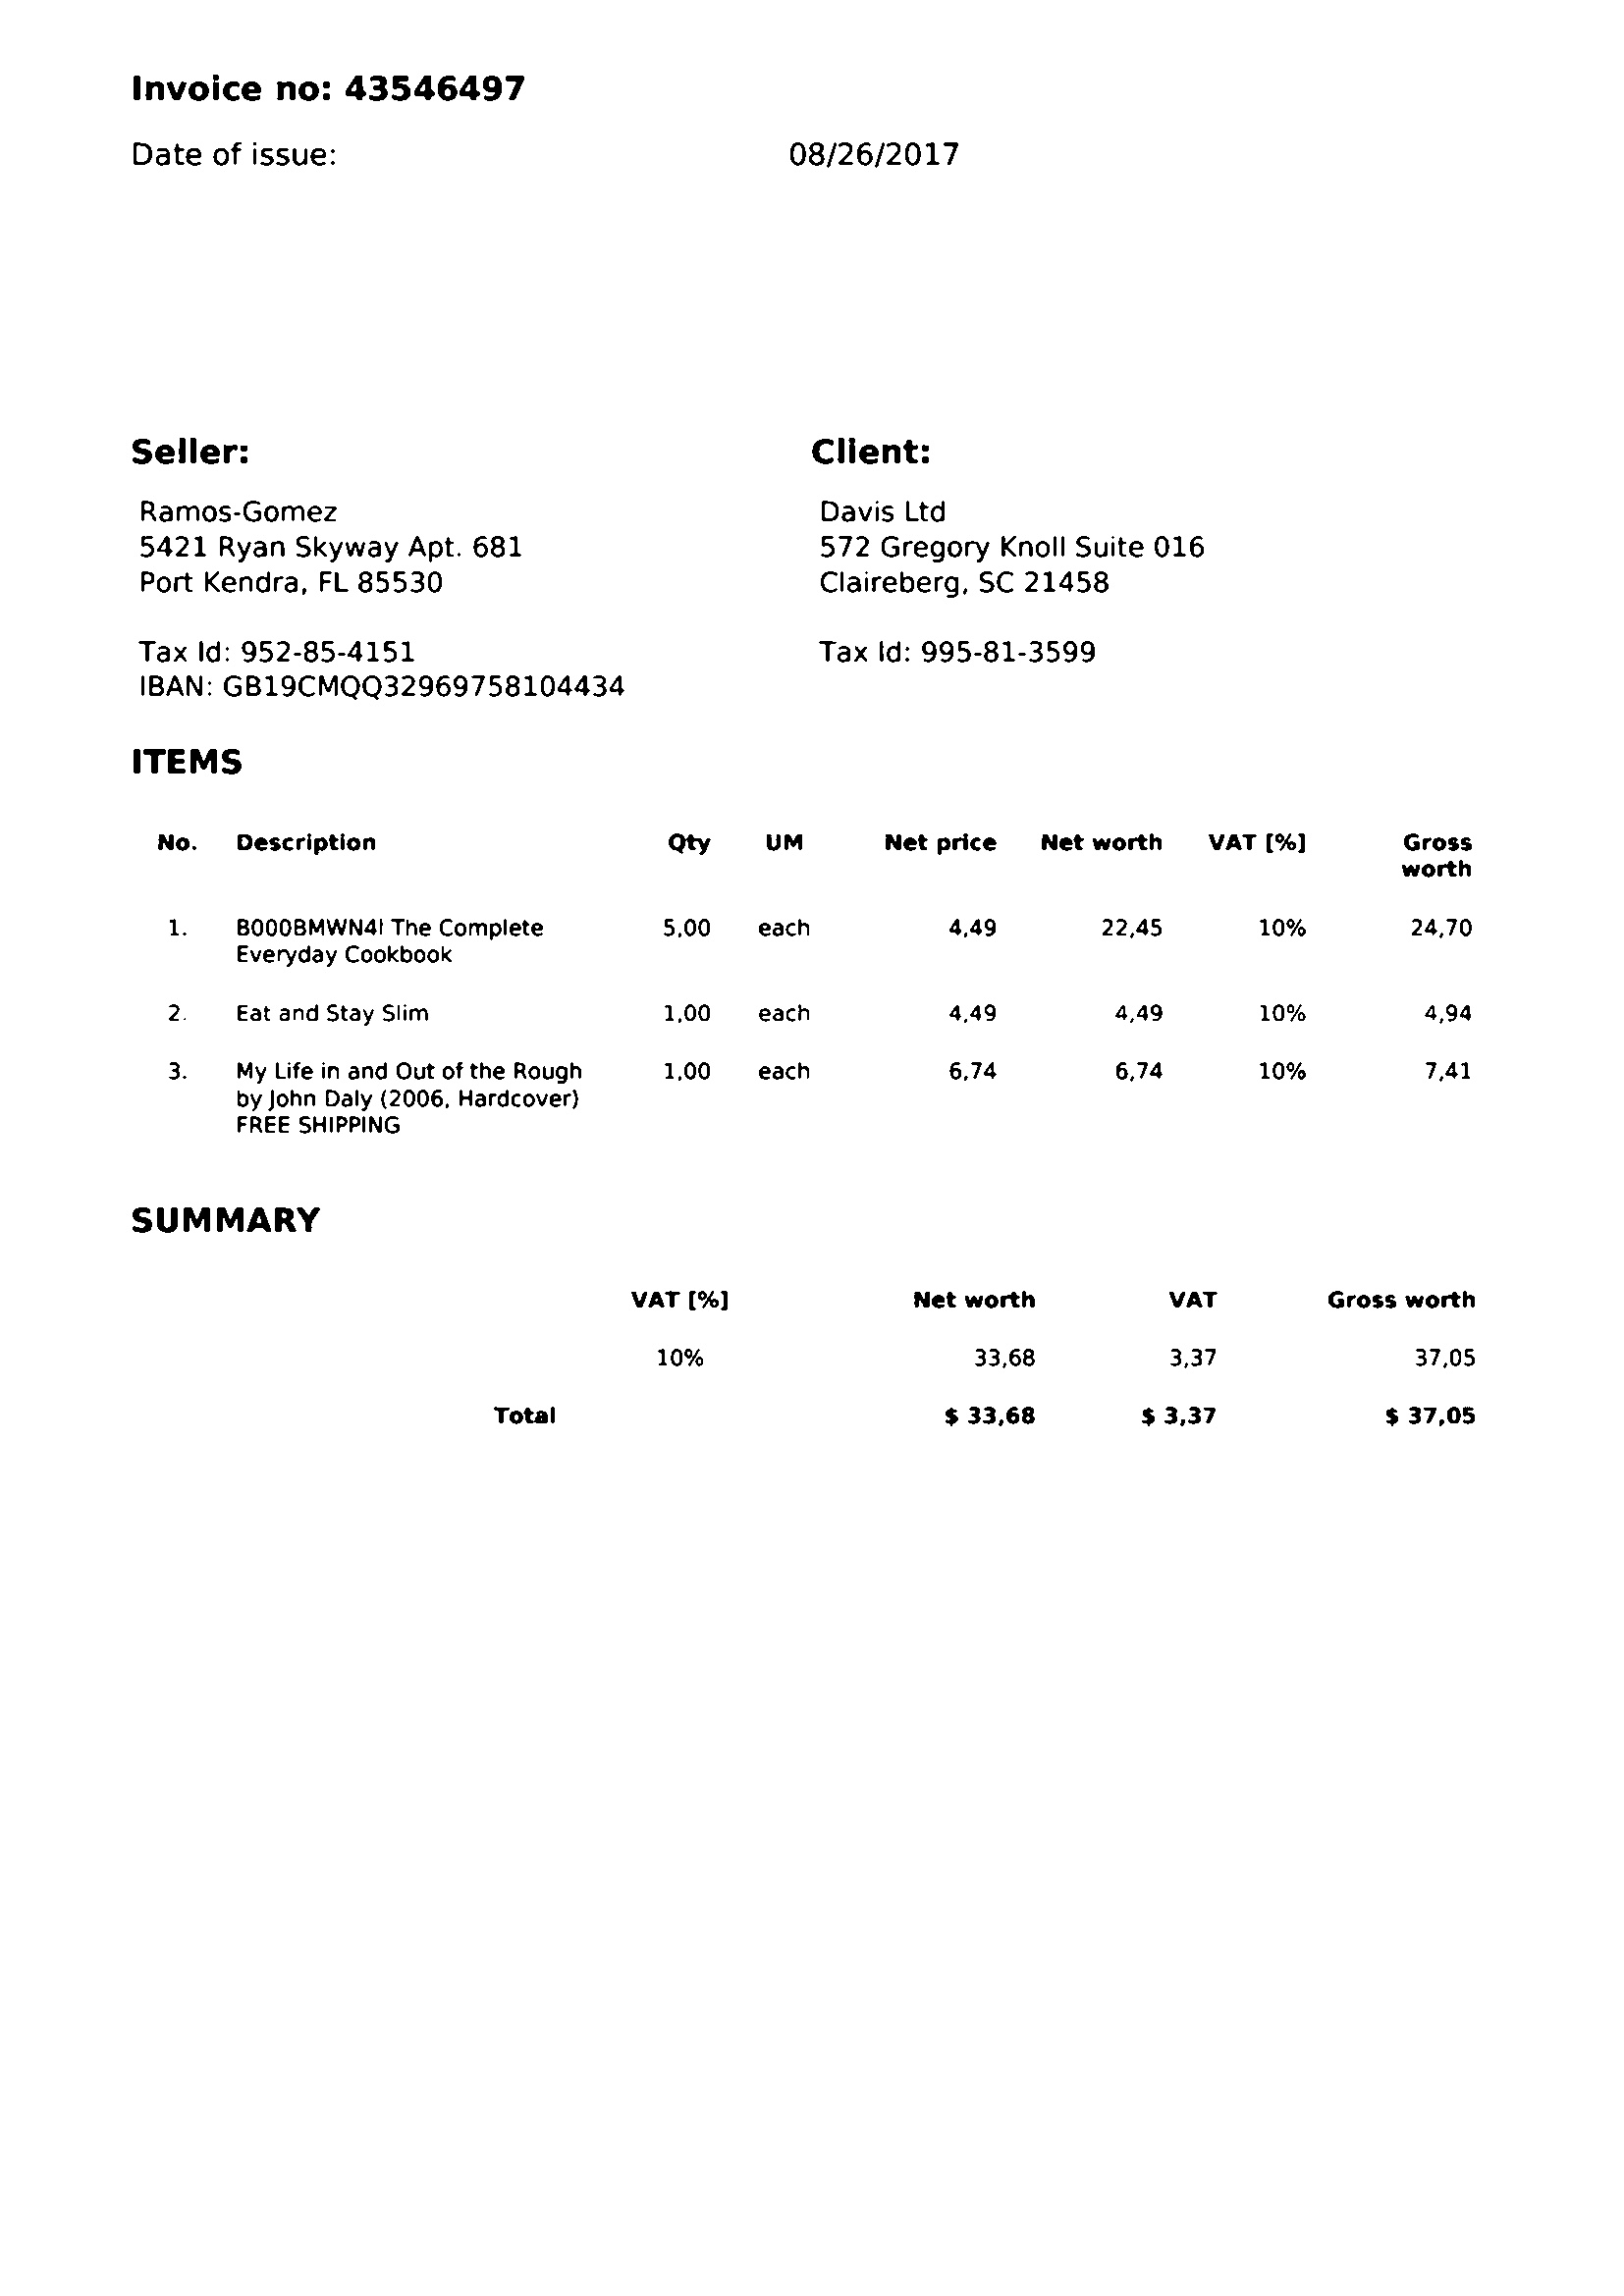 Invoice no: 43546497
Date of issue: 08/26/2017
Seller: Client:
Ramos-Gomez Davis Ltd
5421 Ryan Skyway Apt. 681 572 Gregory Knoll Suite 016
Port Kendra, FL 85530 Claireberg, SC 21458
Tax Id: 952-85-4151 Tax Id: 995-81-3599
IBAN: GB19CMQQ32969758104434
ITEMS
No. Description Qty UM Net price Net worth VAT [%] Gross
worth
1. B000BMWN4I The Complete 5,00 each 4,49 22,45 10% 24,70
Everyday Cookbook
2. Eat and Stay Slim 1,00 each 4,49 4,49 10% 4,94
3. My Life in and Out of the Rough 1,00 each 6,74 6,74 10% 7,41
by John Daly (2006, Hardcover)
FREE SHIPPING
SUMMARY
VAT [%] Net worth VAT Gross worth
10% 33,68 3,37 37,05
Total $ 33,68 $ 3,37 $ 37,05